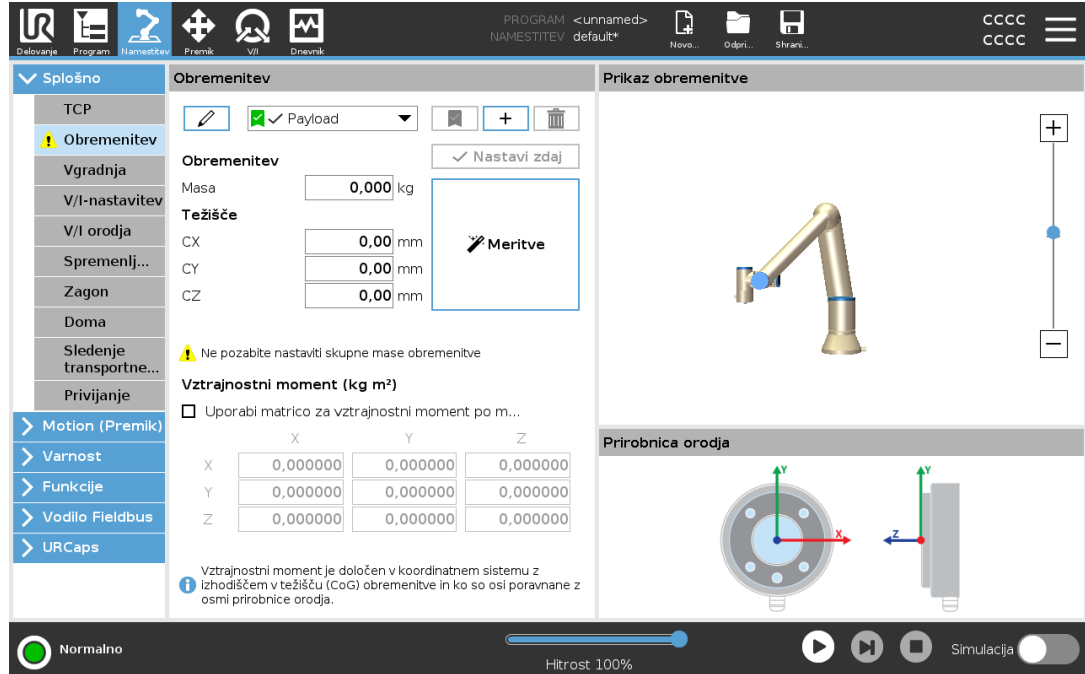 PROGRAM <unnamed>
NAMESTITEV default*
Delovanje Program Namestitev Premik V/I Dnevnik Novo... Odpri... Shrani...
CCCC
CCCC
Splošno
TCP
Obremenitev
Vgradnja
V/I-nastavitev
V/I orodja
Spremenlj...
Zagon
Doma
Sledenje
transportne...
Privijanje
Motion (Premik)
Varnost
Funkcije
Vodilo Fieldbus
URCaps
Obremenitev
Payload
Obremenitev
Nastavi zdaj
Masa 0,000 kg
Težišče
CX 0,00 mm
CY 0,00 mm
CZ 0,00 mm
Meritve
Ne pozabite nastaviti skupne mase obremenitve
Vztrajnostni moment (kg m²)
Uporabi matrico za vztrajnostni moment po m...
X Y Z
X 0,000000 0,000000 0,000000
Y 0,000000 0,000000 0,000000
Z 0,000000 0,000000 0,000000
Vztrajnostni moment je določen v koordinatnem sistemu z
izhodiščem v težišču (CoG) obremenitve in ko so osi poravnane z
osmi prirobnice orodja.
Prikaz obremenitve
Prirobnica orodja
Y
X
Y
Z
Normalno
Hitrost 100%
Simulacija